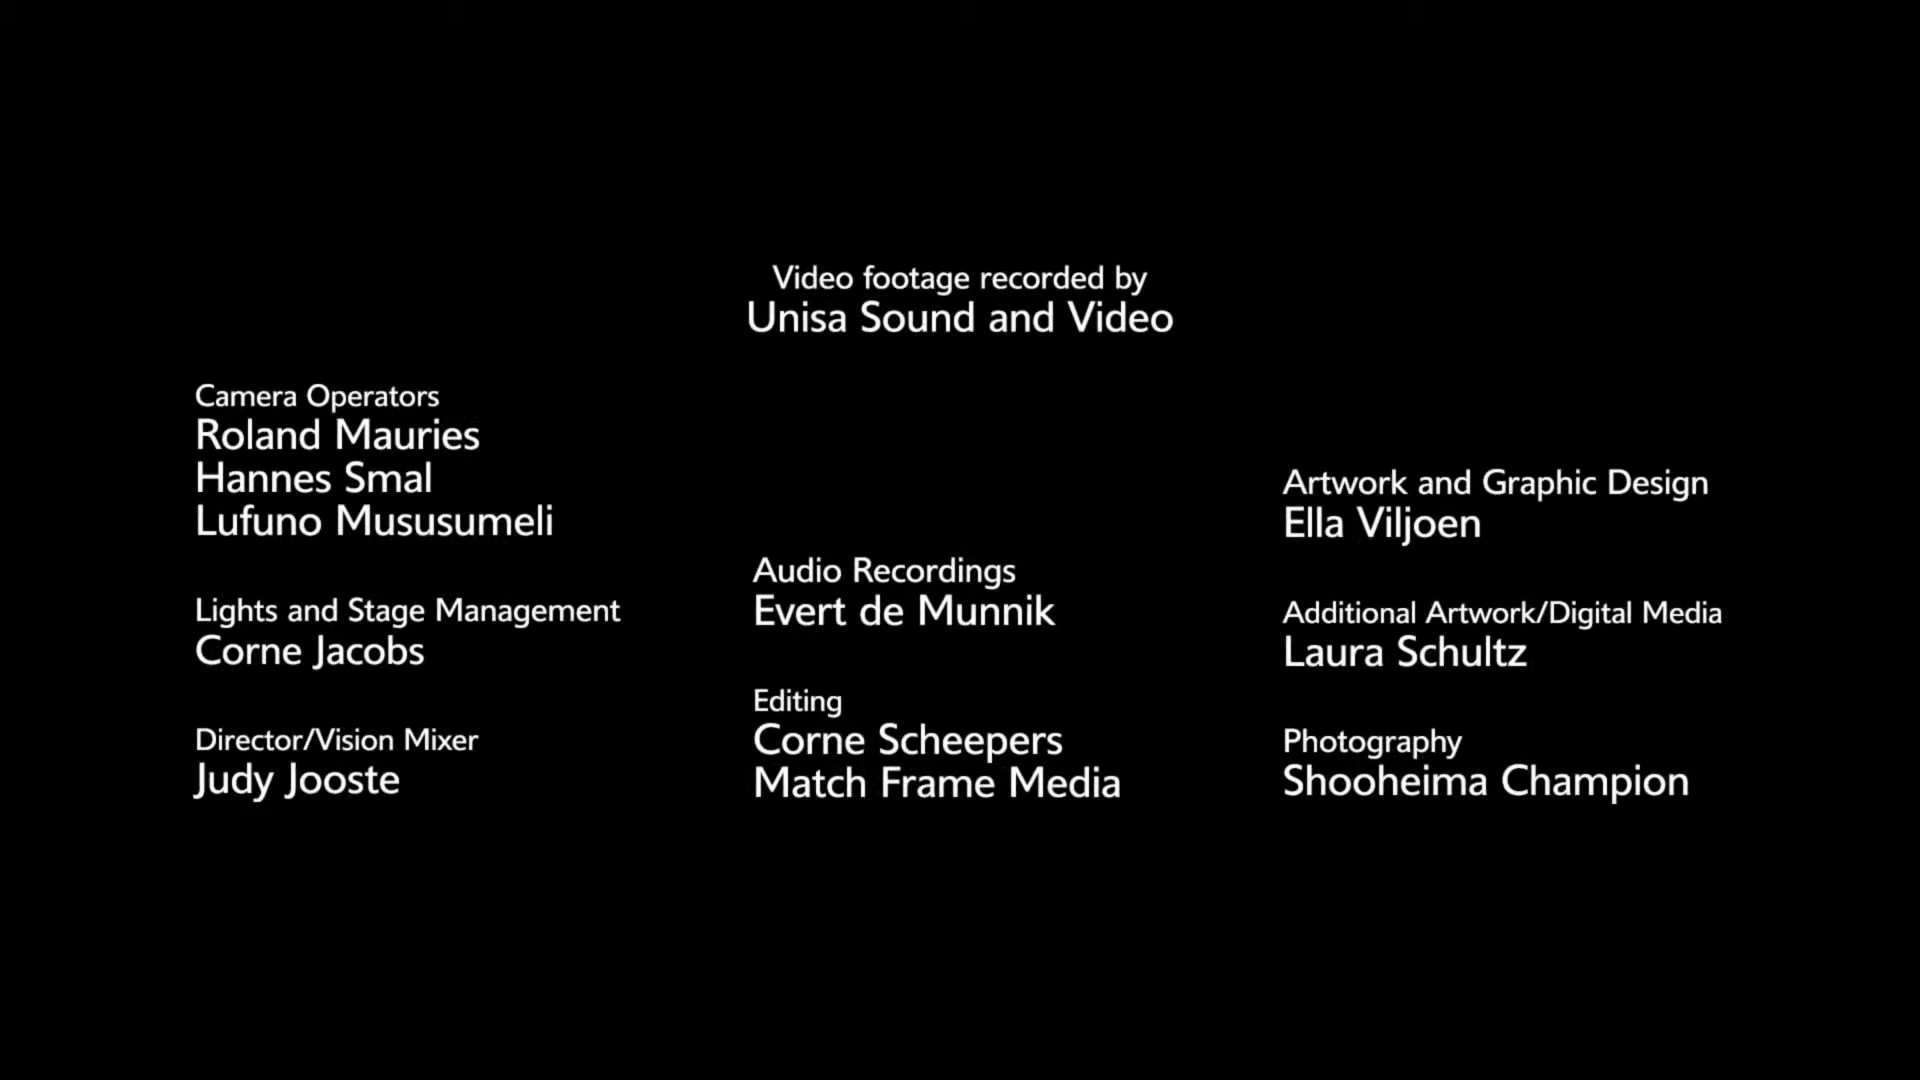 Video footage recorded by
Unisa Sound and Video
Camera Operators
Roland Mauries
Hannes Smal
Lufuno Mususumeli
Lights and Stage Management
Corne Jacobs
Director/Vision Mixer
Judy Jooste
Audio Recordings
Evert de Munnik
Editing
Corne Scheepers
Match Frame Media
Artwork and Graphic Design
Ella Viljoen
Additional Artwork/Digital Media
Laura Schultz
Photography
Shooheima Champion